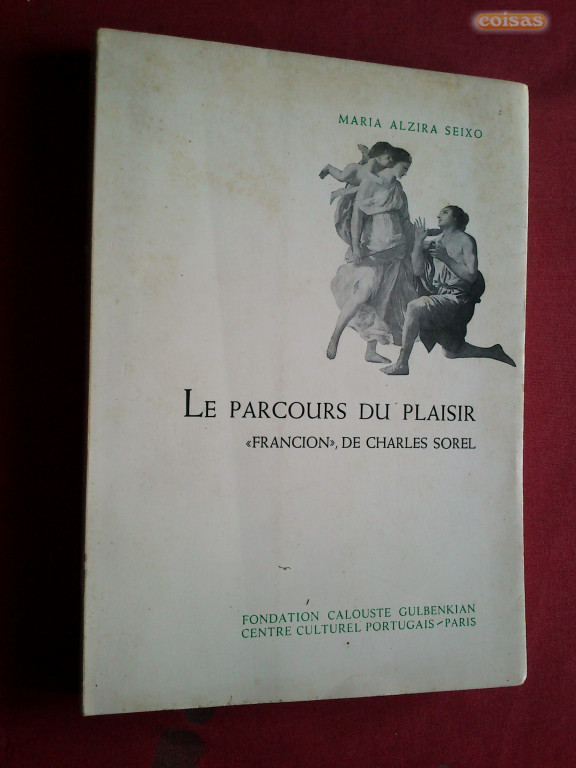 coisas
MARIA ALZIRA SEIXO
LE PARCOURS DU PLAISIR
«FRANCION», DE CHARLES SOREL
FONDATION CALOUSTE GULBENKIAN
CENTRE CULTUREL PORTUGAIS-PARIS